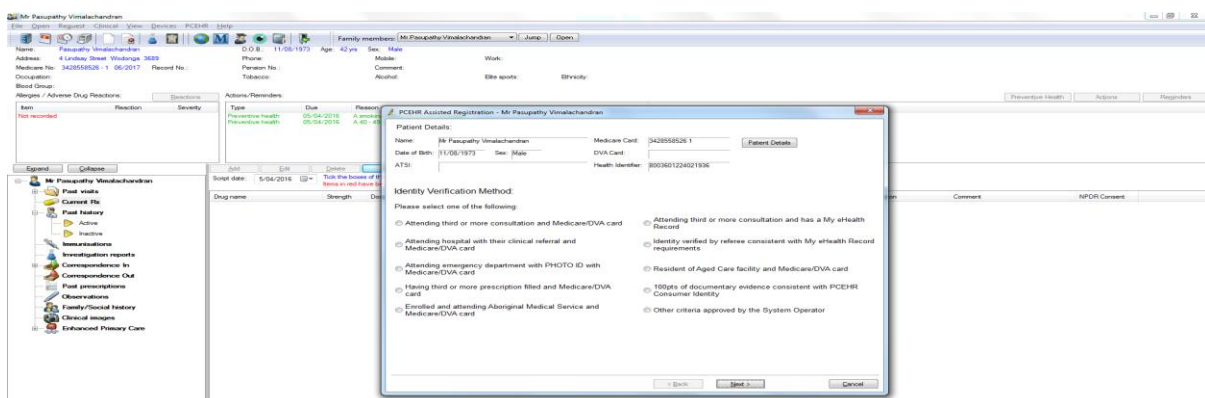 Mr Pasupathy Vimalachandran
File Open Request Clinical View Devices PCEHR Help
Family members: Mr Pasupathy Vimalachandran Jump Open
Name: Pasupathy Vimalachandran D.O.B.: 11/08/1973 Age: 42 yrs Sex: Male
Address: 4 Lindsay Street Wodonga 3689 Phone: Mobile: Work:
Medicare No: 3428558526 - 1 06/2017 Record No.: Pension No.: Comment:
Occupation: Tobacco: Alcohol: Elite sports: Ethnicity:
Blood Group:
Allergies / Adverse Drug Reactions: Reactions Actions/Reminders: Preventive Health Actions Reminders
Item Reaction Severity Type Due Reason
Not recorded Preventive health 05/04/2016 A smokin
Preventive health 05/04/2016 A 40 - 49
Expand Collapse Add Edit Delete
Mr Pasupathy Vimalachandran
Past visits
Current Rx
Past history
Active
Inactive
Immunisations
Investigation reports
Correspondence In
Correspondence Out
Past prescriptions
Observations
Family/Social history
Clinical images
Enhanced Primary Care
Script date: 5/04/2016 Tick the boxes of th
Items in red have be
Drug name Strength Comment NPDR Consent
PCEHR Assisted Registration - Mr Pasupathy Vimalachandran
Patient Details:
Name: Mr Pasupathy Vimalachandran Medicare Card: 3428558526 1 Patient Details
Date of Birth: 11/08/1973 Sex: Male DVA Card:
ATSI: Health Identifier: 8003601224021936
Identity Verification Method:
Please select one of the following:
Attending third or more consultation and Medicare/DVA card
Attending hospital with their clinical referral and
Medicare/DVA card
Attending emergency department with PHOTO ID with
Medicare/DVA card
Having third or more prescription filled and Medicare/DVA
card
Enrolled and attending Aboriginal Medical Service and
Medicare/DVA card
Attending third or more consultation and has a My eHealth
Record
Identity verified by referee consistent with My eHealth Record
requirements
Resident of Aged Care facility and Medicare/DVA card
100pts of documentary evidence consistent with PCEHR
Consumer Identity
Other criteria approved by the System Operator
< Back Next > Cancel